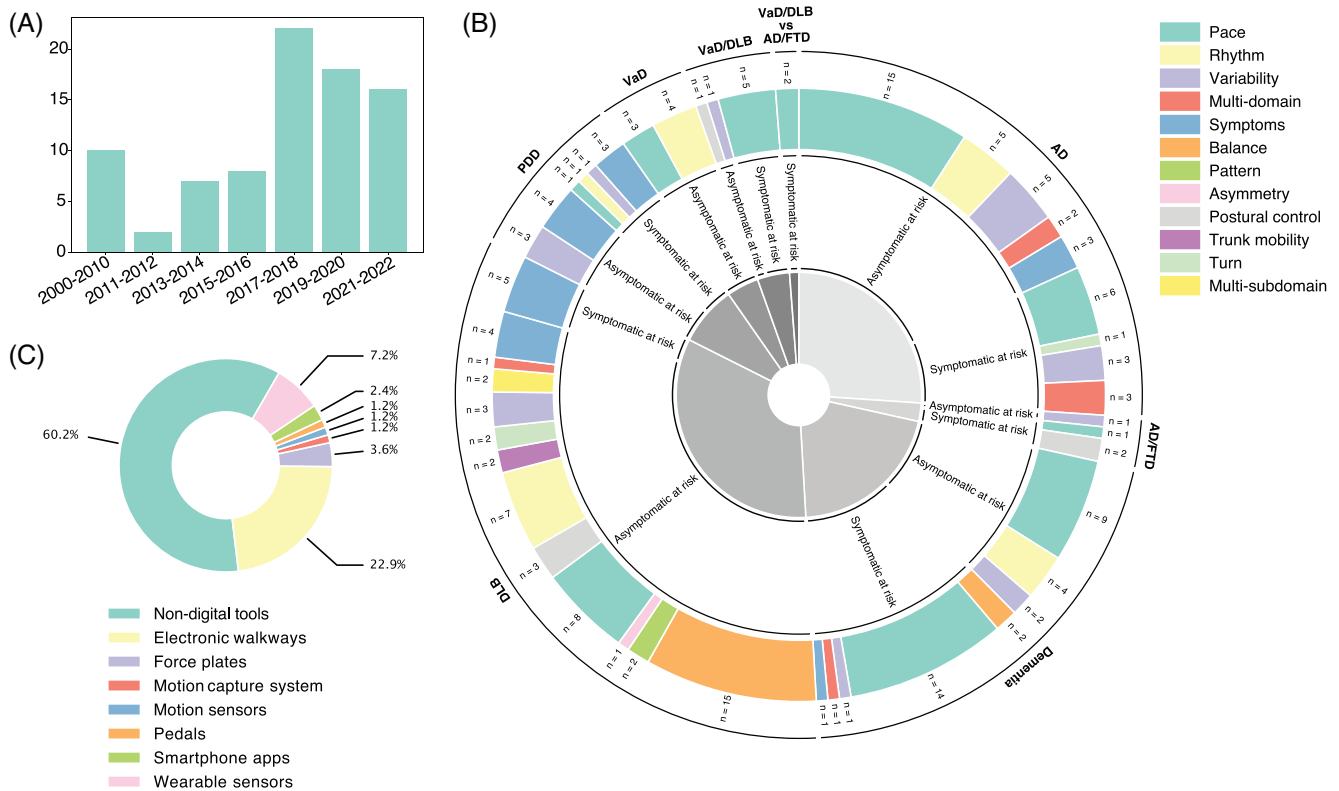 (A)
20
15
10
5
0
2000-2010
2011-2012
2013-2014
2015-2016
2017-2018
2019-2020
2021-2022
(B)
VaD/DLB
vs
AD/FTD
VaD/DLB
VaD
PDD
DLB
Dementia
AD/FTD
AD
n = 15
n = 5
n = 5
n = 2
n = 3
n = 6
n = 1
n = 3
n = 3
n = 1
n = 1
n = 2
n = 9
n = 4
n = 2
n = 2
n = 14
n = 1
n = 1
n = 1
n = 15
n = 2
n = 1
n = 8
n = 3
n = 7
n = 2
n = 2
n = 3
n = 2
n = 1
n = 4
n = 5
n = 3
n = 4
n = 1
n = 1
n = 1
n = 3
n = 3
n = 4
n = 1
n = 1
n = 5
n = 2
Asymptomatic at risk
Symptomatic at risk
Asymptomatic at risk
Symptomatic at risk
Asymptomatic at risk
Symptomatic at risk
Asymptomatic at risk
Symptomatic at risk
Asymptomatic at risk
Symptomatic at risk
Asymptomatic at risk
Asymptomatic at risk
Symptomatic at risk
Symptomatic at risk
Pace
Rhythm
Variability
Multi-domain
Symptoms
Balance
Pattern
Asymmetry
Postural control
Trunk mobility
Turn
Multi-subdomain
(C)
7.2%
2.4%
1.2%
1.2%
1.2%
3.6%
22.9%
60.2%
Non-digital tools
Electronic walkways
Force plates
Motion capture system
Motion sensors
Pedals
Smartphone apps
Wearable sensors